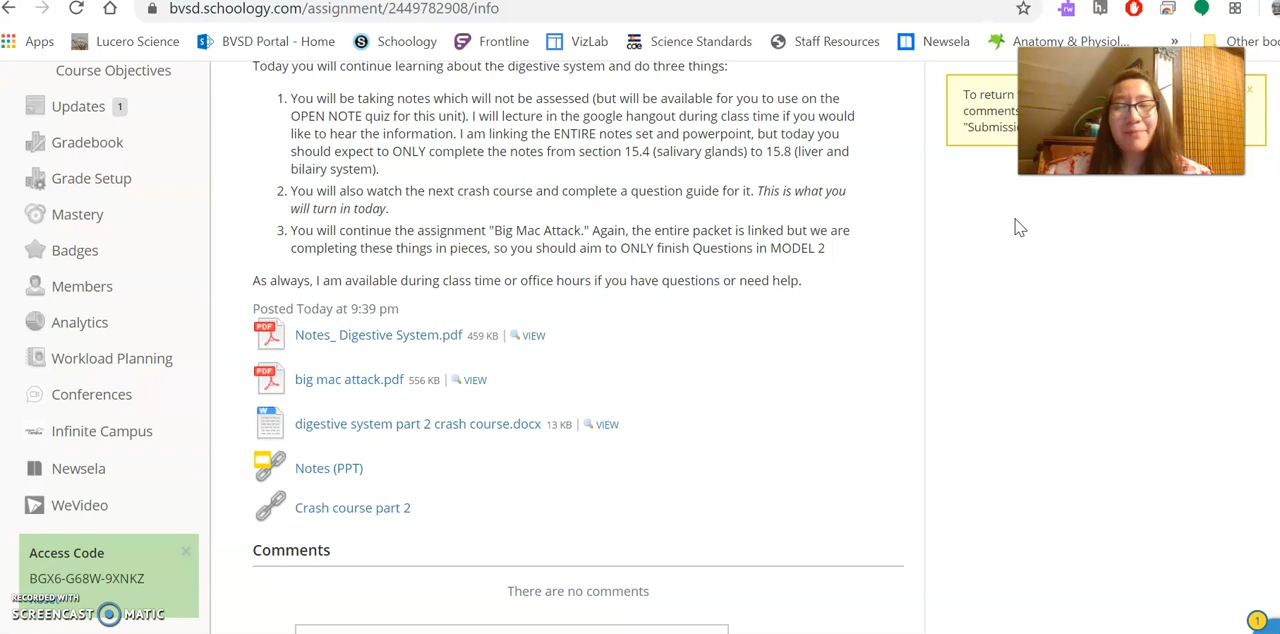 bvsd.schoology.com/assignment/2449782908/info
Apps Lucero Science BVSD Portal - Home Schoology Frontline VizLab Science Standards Staff Resources Newsela Anatomy & Physiol... » Other boo
Course Objectives
Updates 1
Gradebook
Grade Setup
Mastery
Badges
Members
Analytics
Workload Planning
Conferences
Infinite Campus
Newsela
WeVideo
Access Code ×
BGX6-G68W-9XNKZ
RECORDED WITH
SCREENCAST MATIC
Today you will continue learning about the digestive system and do three things:
1. You will be taking notes which will not be assessed (but will be available for you to use on the
OPEN NOTE quiz for this unit). I will lecture in the google hangout during class time if you would
like to hear the information. I am linking the ENTIRE notes set and powerpoint, but today you
should expect to ONLY complete the notes from section 15.4 (salivary glands) to 15.8 (liver and
bilairy system).
2. You will also watch the next crash course and complete a question guide for it. This is what you
will turn in today.
3. You will continue the assignment "Big Mac Attack." Again, the entire packet is linked but we are
completing these things in pieces, so you should aim to ONLY finish Questions in MODEL 2
As always, I am available during class time or office hours if you have questions or need help.
Posted Today at 9:39 pm
PDF Notes_ Digestive System.pdf 459 KB | VIEW
PDF big mac attack.pdf 556 KB | VIEW
W digestive system part 2 crash course.docx 13 KB | VIEW
Notes (PPT)
Crash course part 2
Comments
There are no comments
To return
comments
"Submissi
x
1